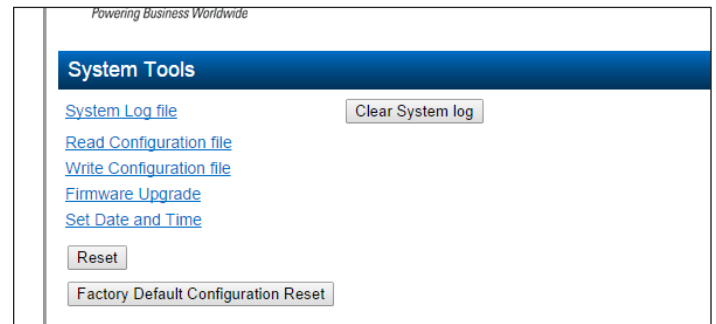 Powering Business Worldwide
System Tools
System Log file Clear System log
Read Configuration file
Write Configuration file
Firmware Upgrade
Set Date and Time
Reset
Factory Default Configuration Reset